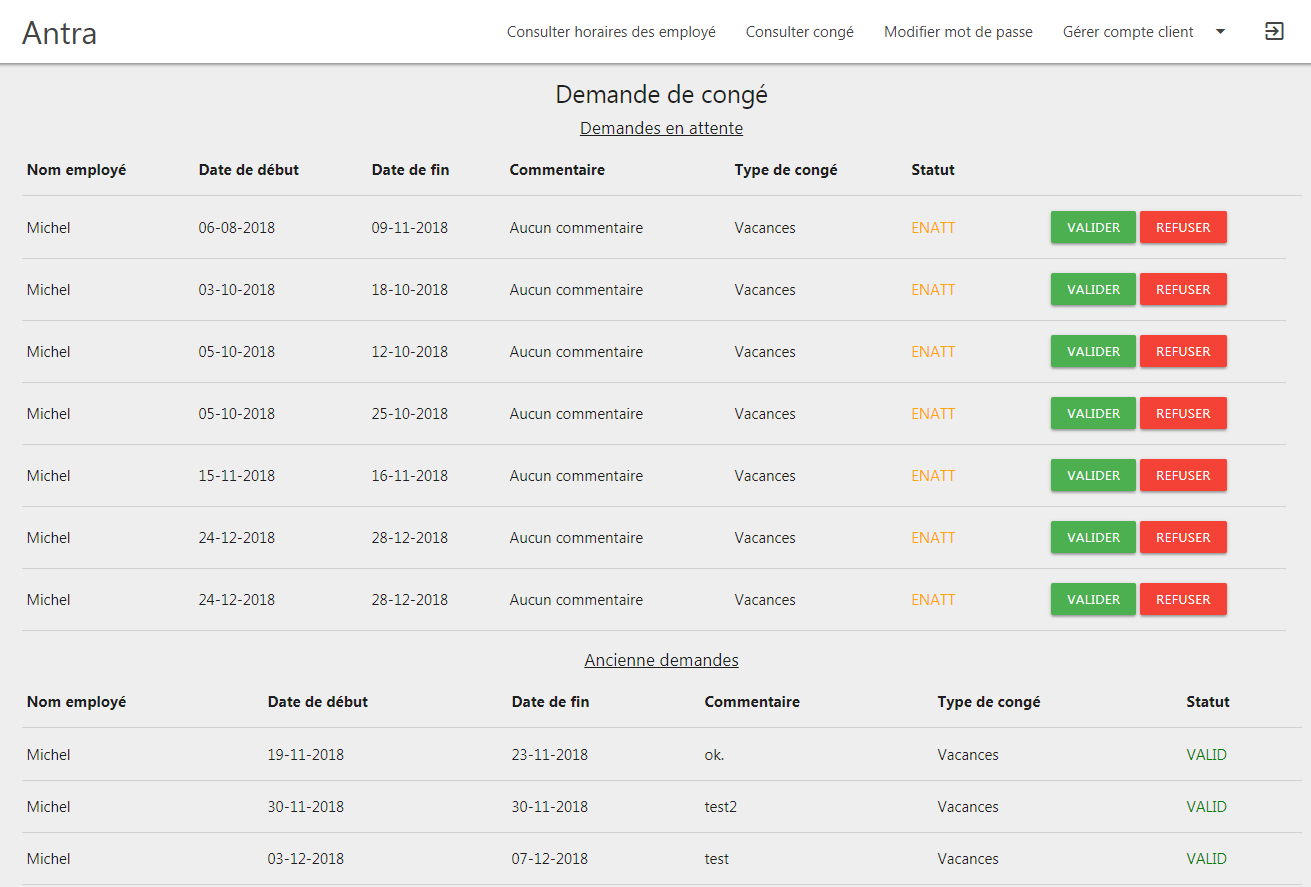 Antra Consulter horaires des employé Consulter congé Modifier mot de passe Gérer compte client
Demande de congé
Demandes en attente
Nom employé Date de début Date de fin Commentaire Type de congé Statut
Michel 06-08-2018 09-11-2018 Aucun commentaire Vacances ENATT VALIDER REFUSER
Michel 03-10-2018 18-10-2018 Aucun commentaire Vacances ENATT VALIDER REFUSER
Michel 05-10-2018 12-10-2018 Aucun commentaire Vacances ENATT VALIDER REFUSER
Michel 05-10-2018 25-10-2018 Aucun commentaire Vacances ENATT VALIDER REFUSER
Michel 15-11-2018 16-11-2018 Aucun commentaire Vacances ENATT VALIDER REFUSER
Michel 24-12-2018 28-12-2018 Aucun commentaire Vacances ENATT VALIDER REFUSER
Michel 24-12-2018 28-12-2018 Aucun commentaire Vacances ENATT VALIDER REFUSER
Ancienne demandes
Nom employé Date de début Date de fin Commentaire Type de congé Statut
Michel 19-11-2018 23-11-2018 ok. Vacances VALID
Michel 30-11-2018 30-11-2018 test2 Vacances VALID
Michel 03-12-2018 07-12-2018 test Vacances VALID